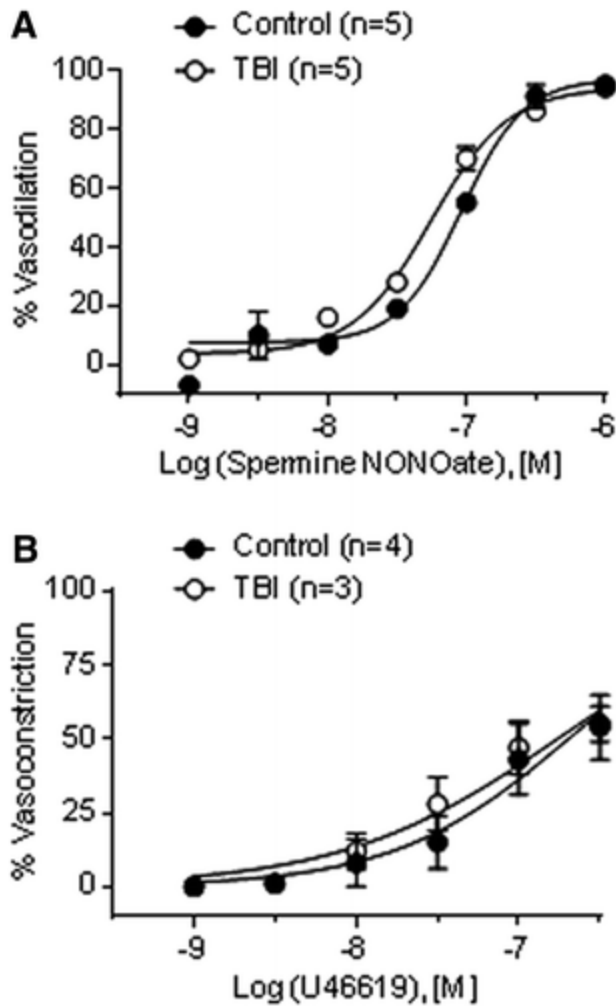 A
Control (n=5)
TBI (n=5)
100
80
60
40
20
0
% Vasodilation
-9 -8 -7 -6
Log (Spermine NONOate), [M]
B
Control (n=4)
TBI (n=3)
100
75
50
25
0
% Vasoconstriction
-9 -8 -7
Log (U46619), [M]